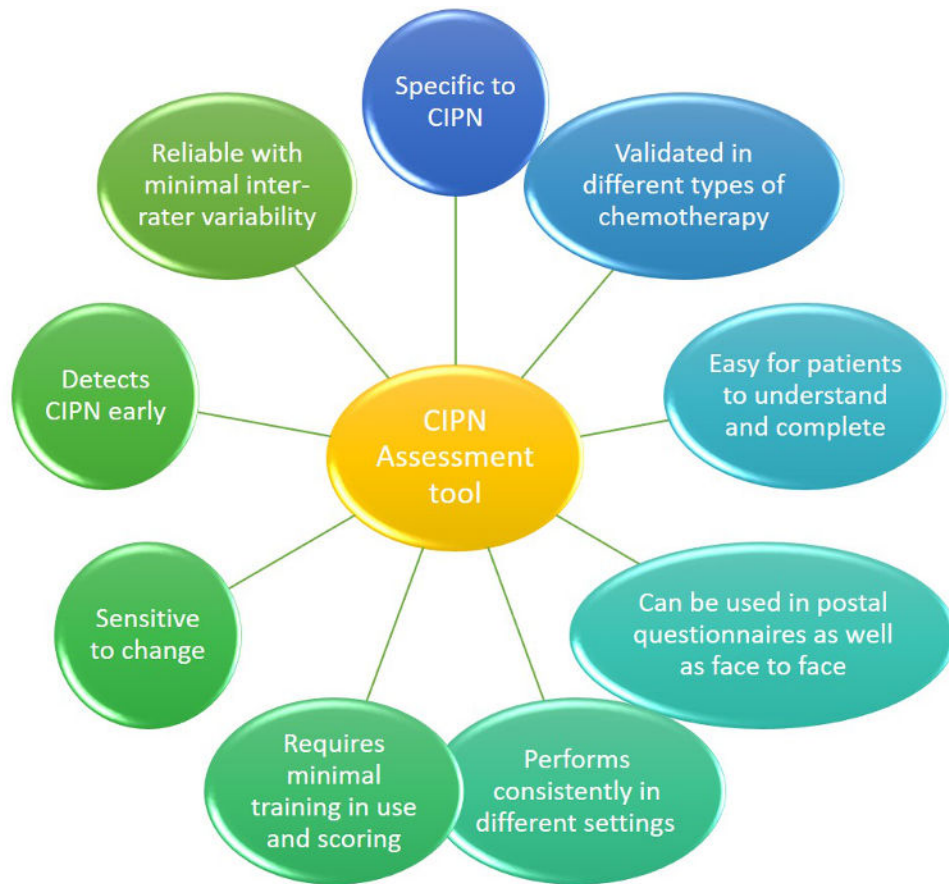 Specific to
CIPN
Validated in
different types of
chemotherapy
Easy for patients
to understand
and complete
Can be used in postal
questionnaires as well
as face to face
Performs
consistently in
different settings
Requires
minimal
training in use
and scoring
Sensitive
to change
Detects
CIPN early
Reliable with
minimal inter-
rater variability
CIPN
Assessment
tool